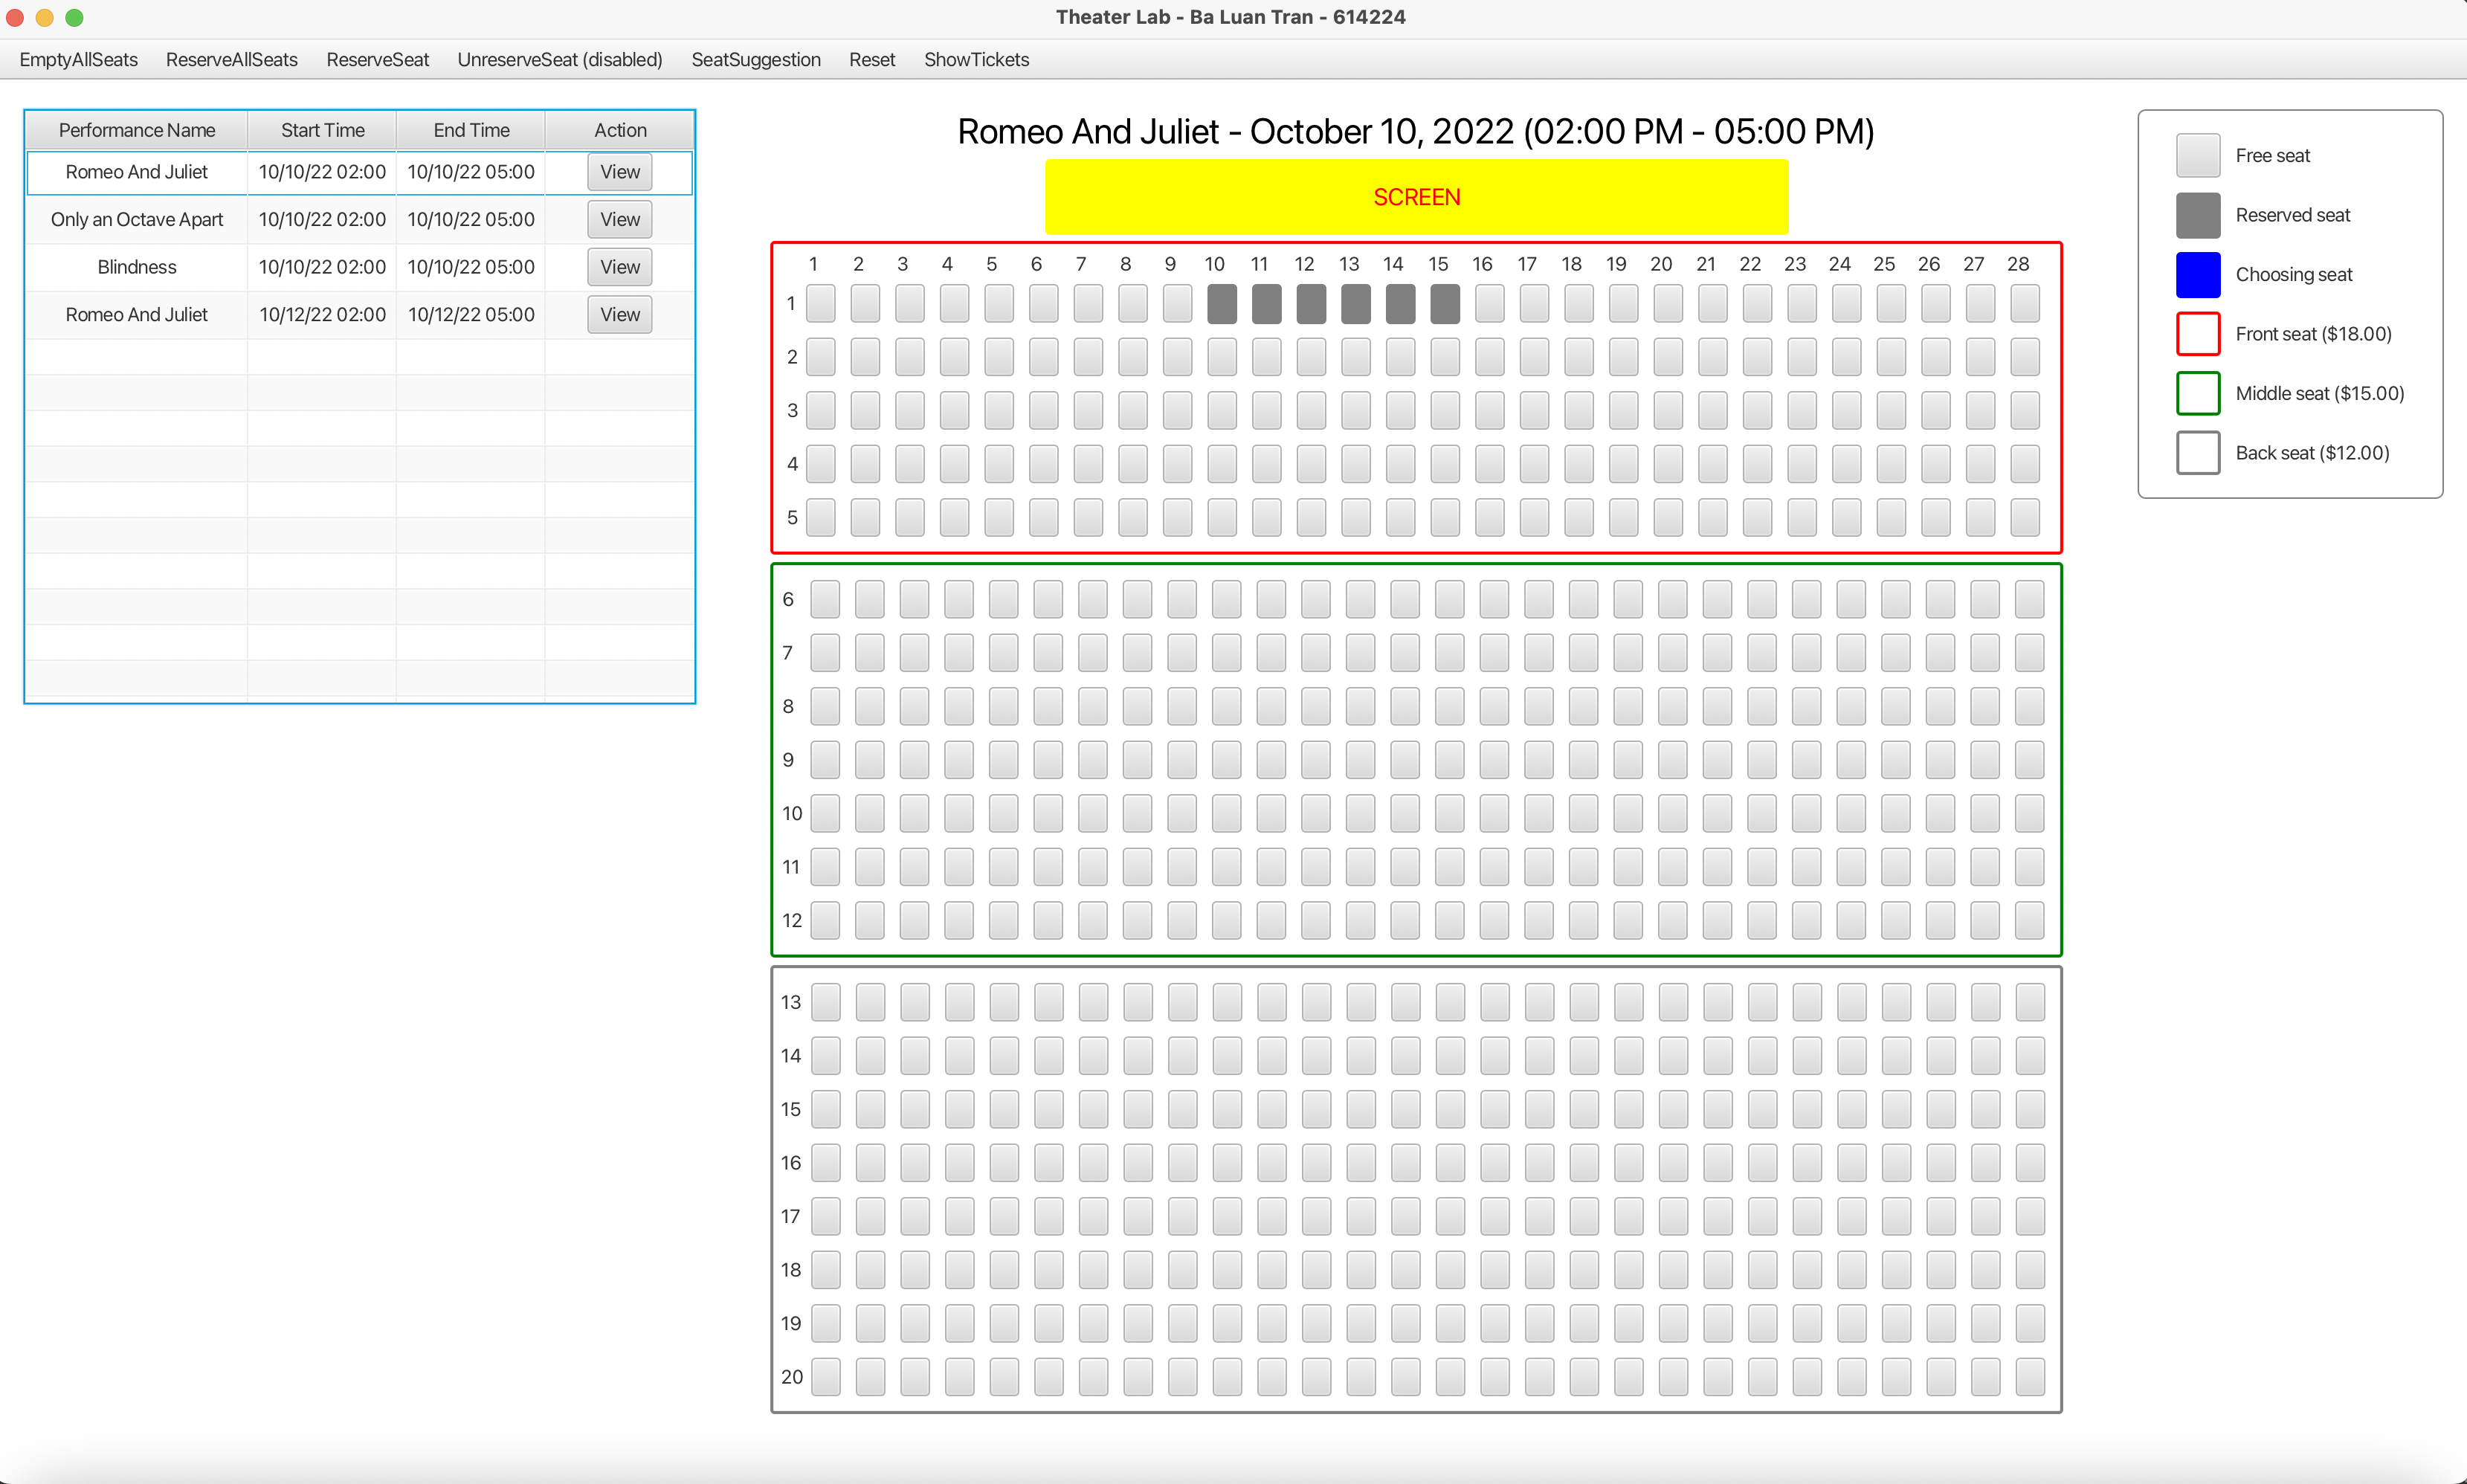 Theater Lab - Ba Luan Tran - 614224
EmptyAllSeats ReserveAllSeats ReserveSeat UnreserveSeat (disabled) SeatSuggestion Reset ShowTickets
Performance Name Start Time End Time Action
Romeo And Juliet 10/10/22 02:00 10/10/22 05:00 View
Only an Octave Apart 10/10/22 02:00 10/10/22 05:00 View
Blindness 10/10/22 02:00 10/10/22 05:00 View
Romeo And Juliet 10/12/22 02:00 10/12/22 05:00 View
Romeo And Juliet - October 10, 2022 (02:00 PM - 05:00 PM)
SCREEN
1 2 3 4 5 6 7 8 9 10 11 12 13 14 15 16 17 18 19 20 21 22 23 24 25 26 27 28
1
2
3
4
5
6
7
8
9
10
11
12
13
14
15
16
17
18
19
20
Free seat
Reserved seat
Choosing seat
Front seat ($18.00)
Middle seat ($15.00)
Back seat ($12.00)